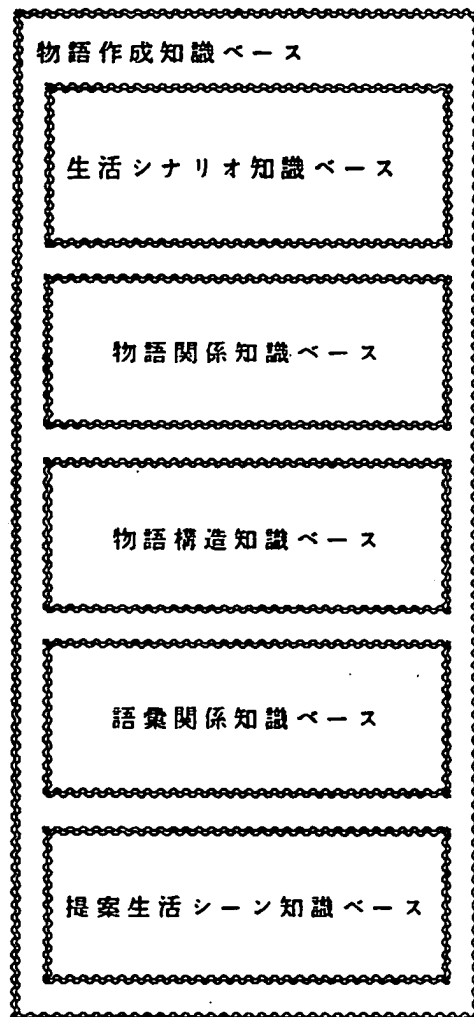 物語作成知識ベース
生活シナリオ知識ベース
物語関係知識ベース
物語構造知識ベース
語彙関係知識ベース
提案生活シーン知識ベース